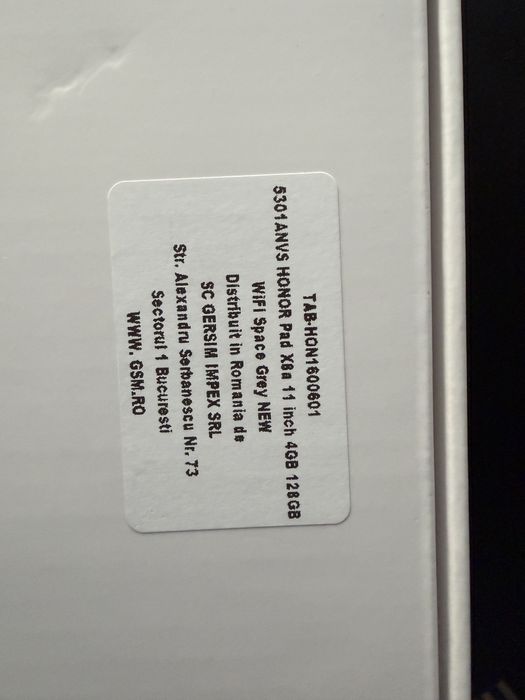 TAB-HON1600601
5301ANVS HONOR Pad X8a 11 inch 4GB 128GB
WiFi Space Grey NEW
Distribuit in Romania de
SC GERSIM IMPEX SRL
Str. Alexandru Serbanescu Nr. 73
Sectorul 1 Bucuresti
WWW.GSM.RO